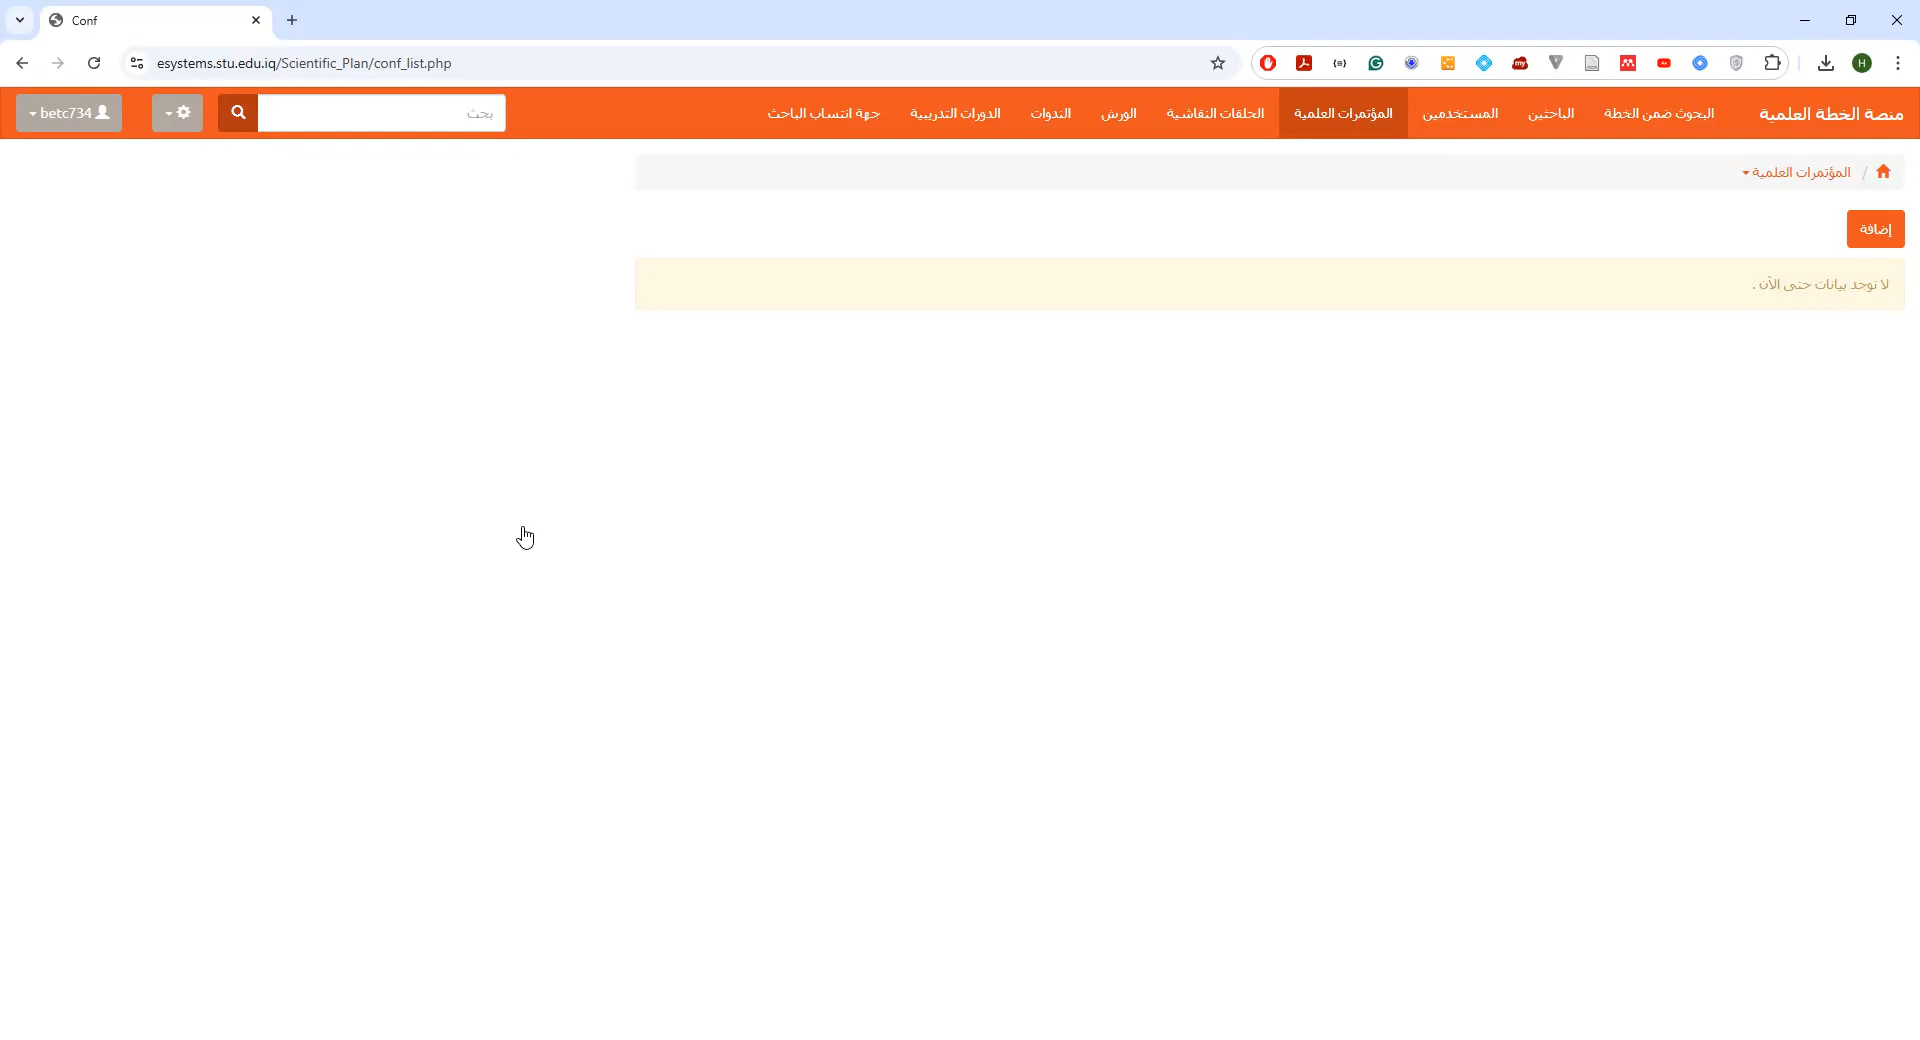 Conf
esystems.stu.edu.iq/Scientific_Plan/conf_list.php
منصة الخطة العلمية
البحوث ضمن الخطة
الباحثين
المستخدمين
المؤتمرات العلمية
الحلقات النقاشية
الورش
الندوات
الدورات التدريبية
جهة انتساب الباحث
بحث
betc734
/ المؤتمرات العلمية
إضافة
لا توجد بيانات حتى الآن .